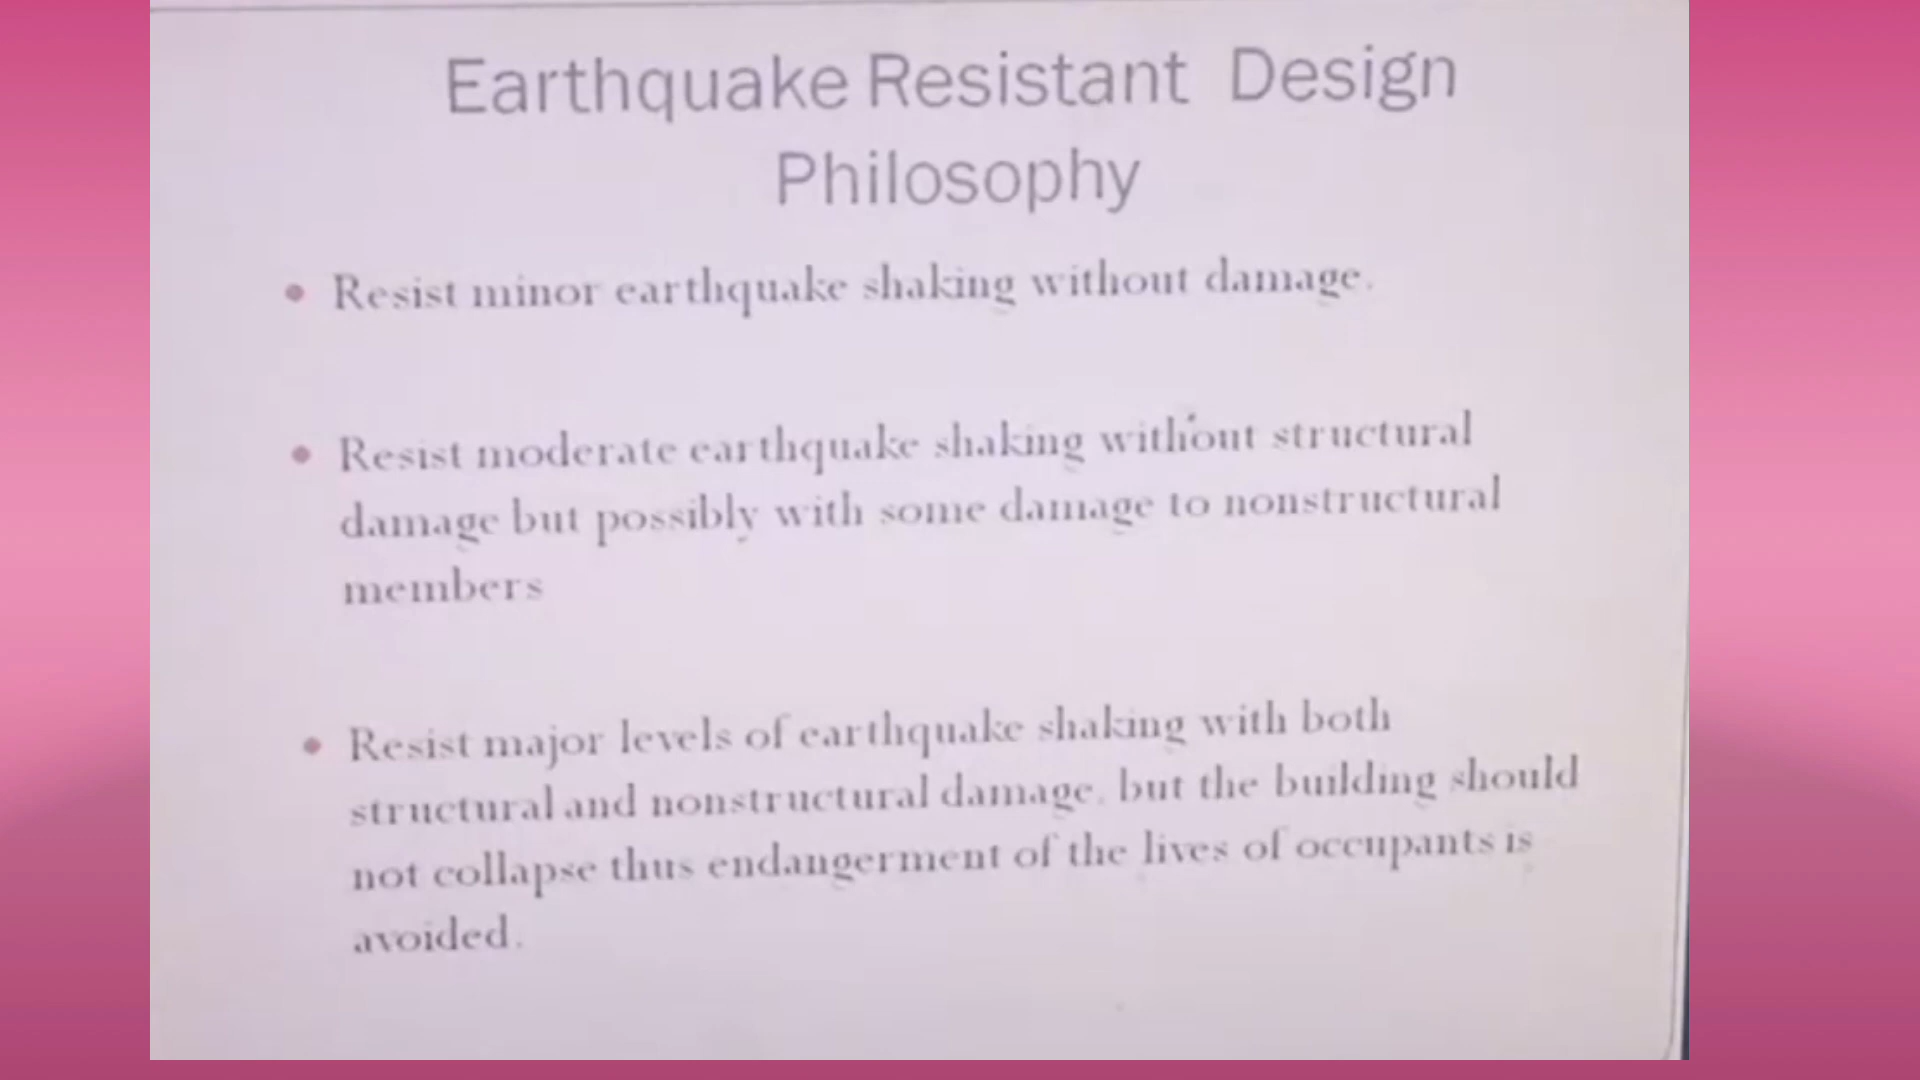 Earthquake Resistant Design
Philosophy
• Resist minor earthquake shaking without damage.
• Resist moderate earthquake shaking without structural
damage but possibly with some damage to nonstructural
members
• Resist major levels of earthquake shaking with both
structural and nonstructural damage, but the building should
not collapse thus endangerment of the lives of occupants is
avoided.